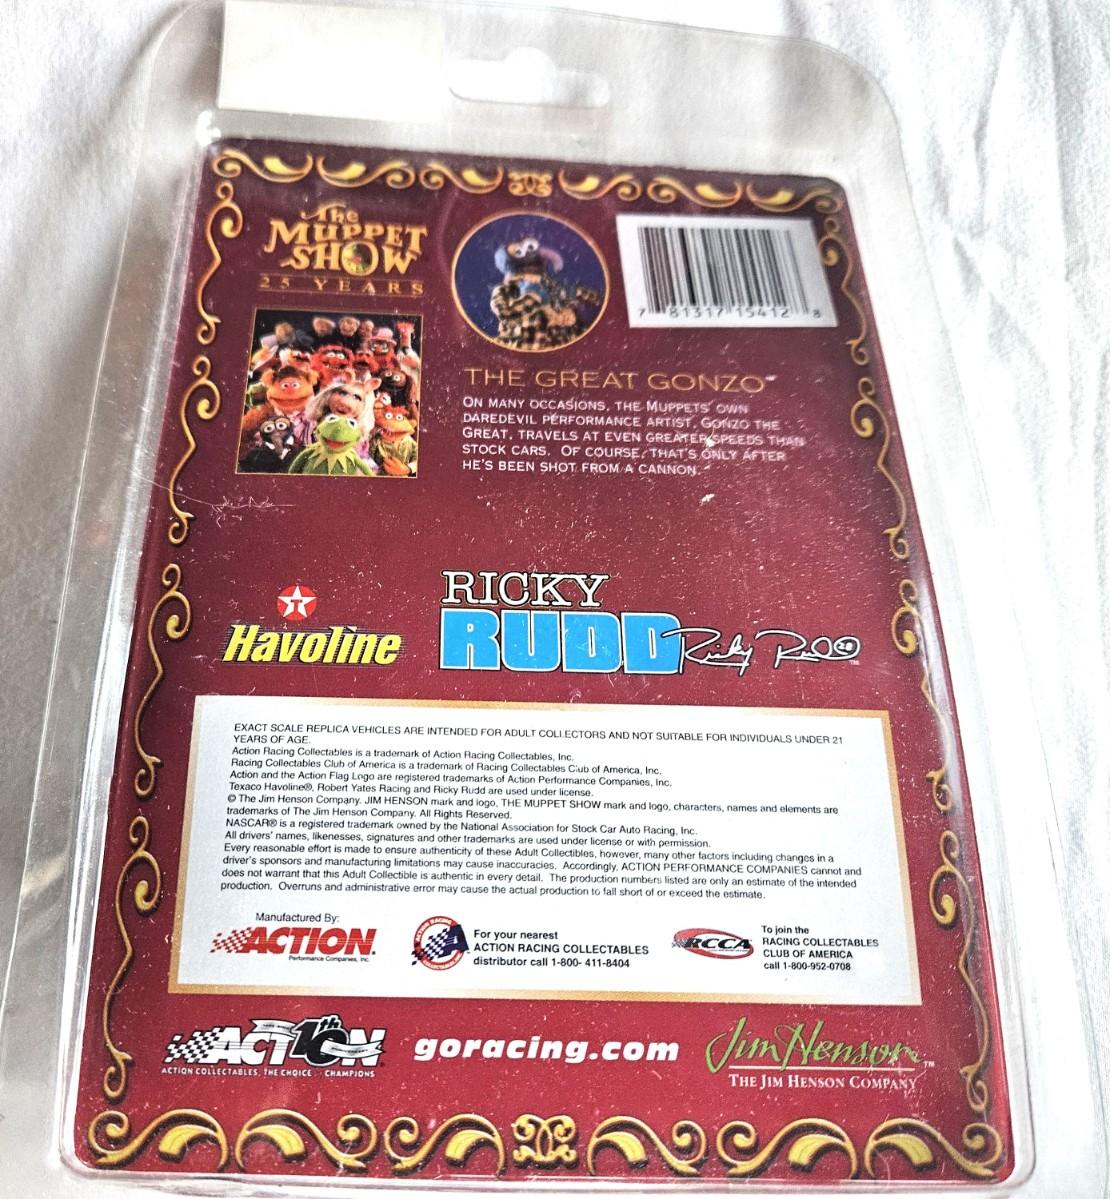 The
MUPPET
SHOW
25 YEARS
7 81317 15412 8
THE GREAT GONZO™
ON MANY OCCASIONS, THE MUPPETS' OWN
DAREDEVIL PERFORMANCE ARTIST, GONZO THE
GREAT, TRAVELS AT EVEN GREATER SPEEDS THAN
STOCK CARS. OF COURSE, THAT'S ONLY AFTER
HE'S BEEN SHOT FROM A CANNON.
Havoline
RICKY
RUDD
Ricky Rudd 28 ™
EXACT SCALE REPLICA VEHICLES ARE INTENDED FOR ADULT COLLECTORS AND NOT SUITABLE FOR INDIVIDUALS UNDER 21
YEARS OF AGE.
Action Racing Collectables is a trademark of Action Racing Collectables, Inc.
Racing Collectables Club of America is a trademark of Racing Collectables Club of America, Inc.
Action and the Action Flag Logo are registered trademarks of Action Performance Companies, Inc.
Texaco Havoline®, Robert Yates Racing and Ricky Rudd are used under license.
© The Jim Henson Company. JIM HENSON mark and logo, THE MUPPET SHOW mark and logo, characters, names and elements are
trademarks of The Jim Henson Company. All Rights Reserved.
NASCAR® is a registered trademark owned by the National Association for Stock Car Auto Racing, Inc.
All drivers' names, likenesses, signatures and other trademarks are used under license or with permission.
Every reasonable effort is made to ensure authenticity of these Adult Collectibles, however, many other factors including changes in a
driver's sponsors and manufacturing limitations may cause inaccuracies. Accordingly, ACTION PERFORMANCE COMPANIES cannot and
does not warrant that this Adult Collectible is authentic in every detail. The production numbers listed are only an estimate of the intended
production. Overruns and administrative error may cause the actual production to fall short of or exceed the estimate.
Manufactured By:
ACTION
Performance Companies, Inc.
For your nearest
ACTION RACING COLLECTABLES
distributor call 1-800- 411-8404
RCCA
To join the
RACING COLLECTABLES
CLUB OF AMERICA
call 1-800-952-0708
ACTION 10th
ANNIVERSARY
ACTION COLLECTABLES, THE CHOICE OF CHAMPIONS
goracing.com
Jim Henson™
THE JIM HENSON COMPANY